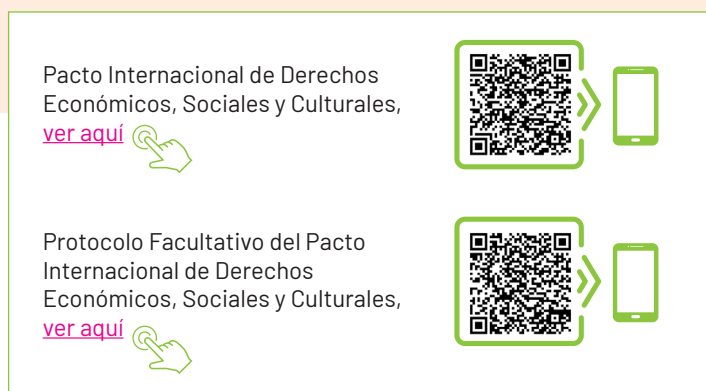 Pacto Internacional de Derechos
Económicos, Sociales y Culturales,
ver aquí
Protocolo Facultativo del Pacto
Internacional de Derechos
Económicos, Sociales y Culturales,
ver aquí